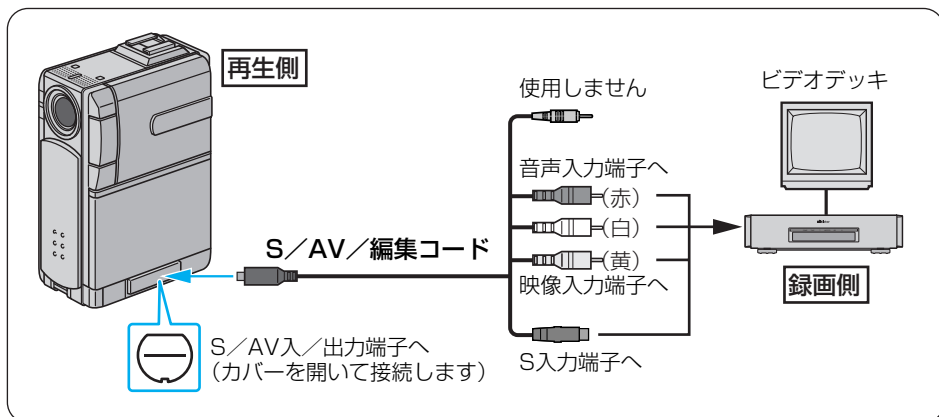 再生側
使用しません
ビデオデッキ
音声入力端子へ
(赤)
(白)
S/AV/編集コード
(黄)
映像入力端子へ
録画側
S/AV入/出力端子へ
(カバーを開いて接続します)
S入力端子へ